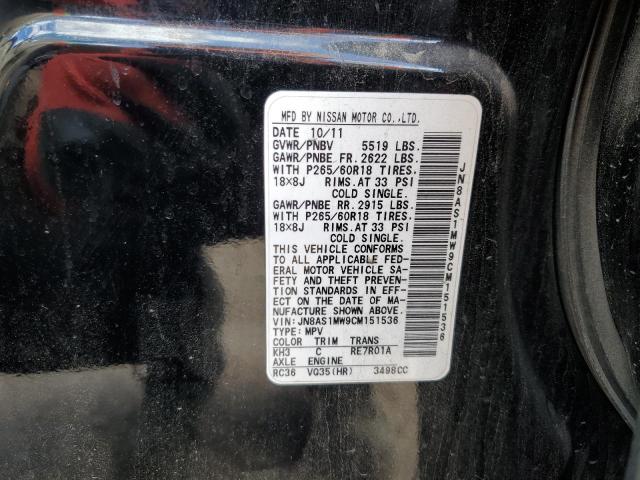 MFD BY NISSAN MOTOR CO.,LTD.
DATE 10/11
GVWR/PNBV 5519 LBS.
GAWR/PNBE FR. 2622 LBS.
WITH P265/60R18 TIRES.
18×8J RIMS.AT 33 PSI
COLD SINGLE.
GAWR/PNBE RR. 2915 LBS.
WITH P265/60R18 TIRES.
18×8J RIMS.AT 33 PSI
COLD SINGLE.
THIS VEHICLE CONFORMS
TO ALL APPLICABLE FED-
ERAL MOTOR VEHICLE SA-
FETY AND THEFT PREVEN-
TION STANDARDS IN EFF-
ECT ON THE DATE OF MA-
NUFACTURE SHOWN ABOVE.
VIN: JN8AS1MW9CM151536
TYPE: MPV
COLOR TRIM TRANS
KH3 C RE7R01A
AXLE ENGINE
RC36 VQ35(HR) 3498CC
JN8AS1MW9CM151536